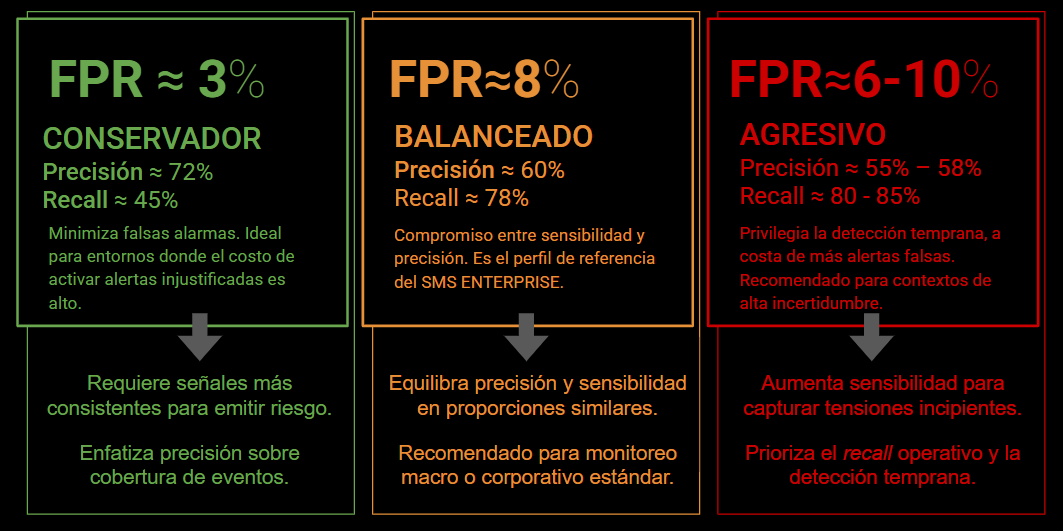 FPR ≈ 3%
CONSERVADOR
Precisión ≈ 72%
Recall ≈ 45%
Minimiza falsas alarmas. Ideal
para entornos donde el costo de
activar alertas injustificadas es
alto.
Requiere señales más
consistentes para emitir riesgo.
Enfatiza precisión sobre
cobertura de eventos.
FPR≈8%
BALANCEADO
Precisión ≈ 60%
Recall ≈ 78%
Compromiso entre sensibilidad y
precisión. Es el perfil de referencia
del SMS ENTERPRISE.
Equilibra precisión y sensibilidad
en proporciones similares.
Recomendado para monitoreo
macro o corporativo estándar.
FPR≈6-10%
AGRESIVO
Precisión ≈ 55% – 58%
Recall ≈ 80 - 85%
Privilegia la detección temprana, a
costa de más alertas falsas.
Recomendado para contextos de
alta incertidumbre.
Aumenta sensibilidad para
capturar tensiones incipientes.
Prioriza el recall operativo y la
detección temprana.